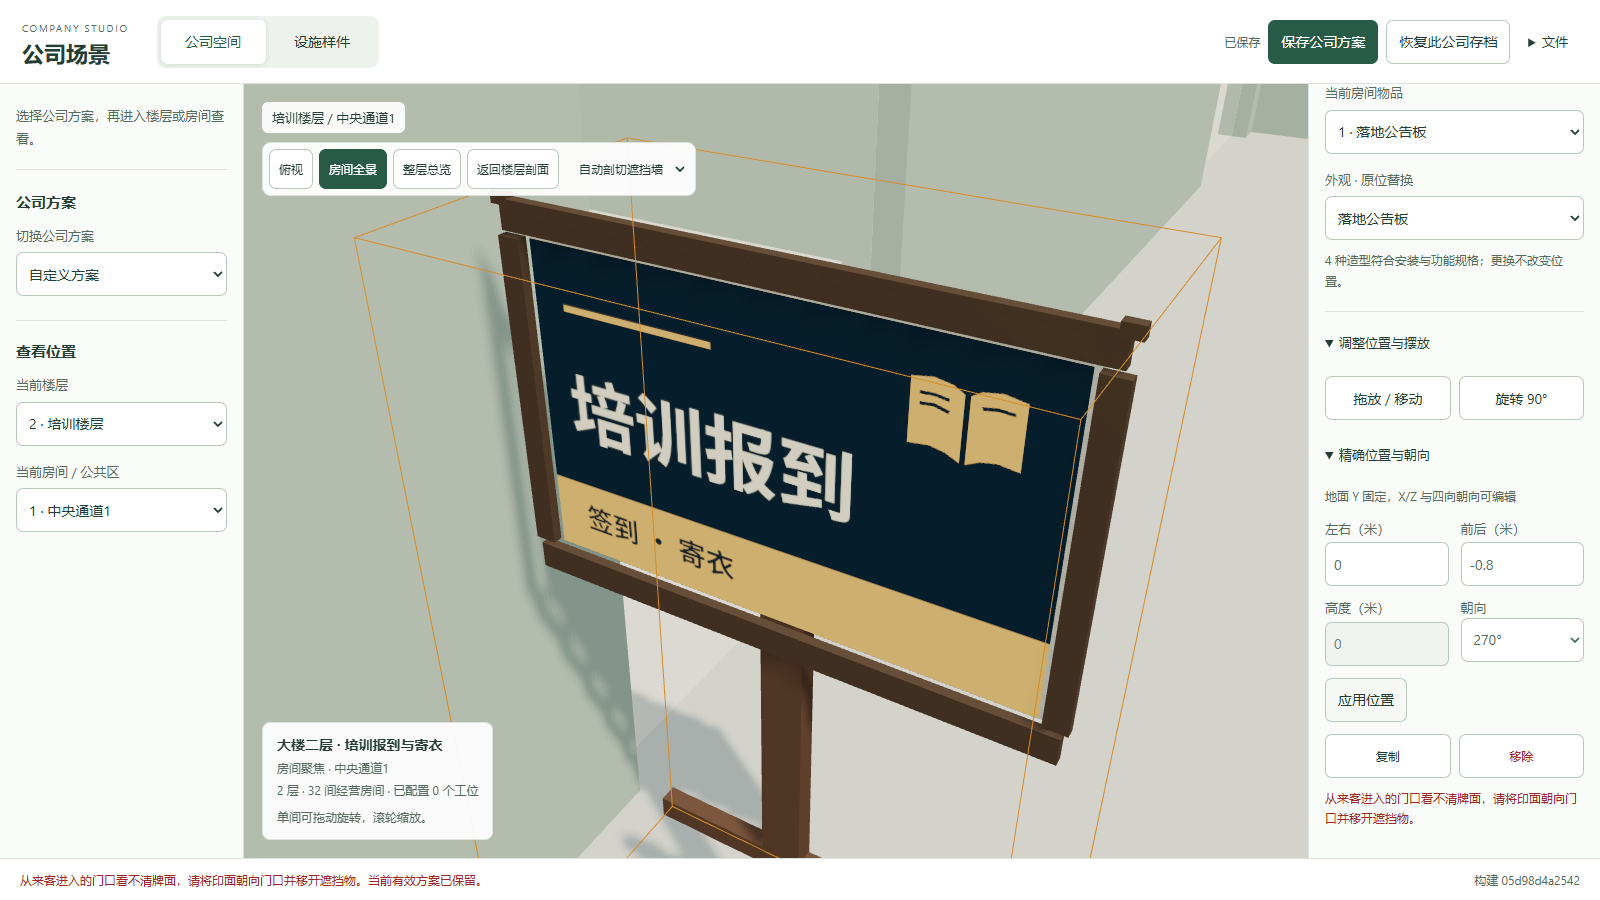 COMPANY STUDIO
公司场景
公司空间
设施样件
已保存
保存公司方案
恢复此公司存档
▶ 文件
选择公司方案，再进入楼层或房间查看。
公司方案
切换公司方案
自定义方案
查看位置
当前楼层
2 · 培训楼层
当前房间 / 公共区
1 · 中央通道1
培训楼层 / 中央通道1
俯视
房间全景
整层总览
返回楼层剖面
自动剖切遮挡墙
培训报到
签到 · 寄衣
大楼二层 · 培训报到与寄衣
房间聚焦 · 中央通道1
2 层 · 32 间经营房间 · 已配置 0 个工位
单间可拖动旋转，滚轮缩放。
当前房间物品
1 · 落地公告板
外观 · 原位替换
落地公告板
4 种造型符合安装与功能规格；更换不改变位置。
▼ 调整位置与摆放
拖放 / 移动
旋转 90°
▼ 精确位置与朝向
地面 Y 固定，X/Z 与四向朝向可编辑
左右（米）
前后（米）
0
-0.8
高度（米）
朝向
0
270°
应用位置
复制
移除
从来客进入的门口看不清牌面，请将印面朝向门口并移开遮挡物。
从来客进入的门口看不清牌面，请将印面朝向门口并移开遮挡物。当前有效方案已保留。
构建 05d98d4a2542